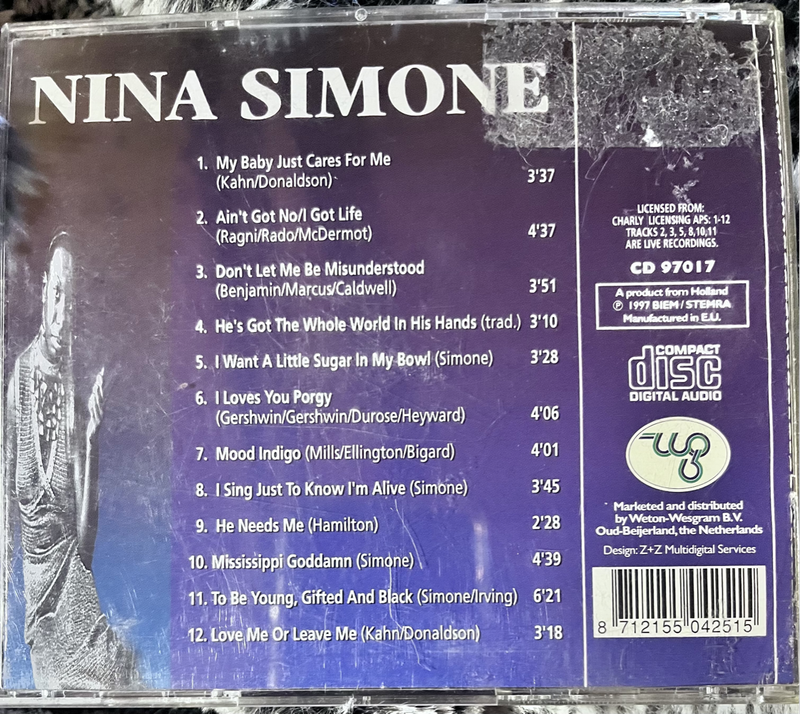 NINA SIMONE
1. My Baby Just Cares For Me
(Kahn/Donaldson) 3'37
2. Ain't Got No/I Got Life
(Ragni/Rado/McDermot) 4'37
3. Don't Let Me Be Misunderstood
(Benjamin/Marcus/Caldwell) 3'51
4. He's Got The Whole World In His Hands (trad.) 3'10
5. I Want A Little Sugar In My Bowl (Simone) 3'28
6. I Loves You Porgy
(Gershwin/Gershwin/Durose/Heyward) 4'06
7. Mood Indigo (Mills/Ellington/Bigard) 4'01
8. I Sing Just To Know I'm Alive (Simone) 3'45
9. He Needs Me (Hamilton) 2'28
10. Mississippi Goddamn (Simone) 4'39
11. To Be Young, Gifted And Black (Simone/Irving) 6'21
12. Love Me Or Leave Me (Kahn/Donaldson) 3'18
LICENSED FROM:
CHARLY LICENSING APS: 1-12
TRACKS 2, 3, 5, 8,10,11
ARE LIVE RECORDINGS.
CD 97017
A product from Holland
℗ 1997 BIEM / STEMRA
Manufactured in E.U.
COMPACT
disc
DIGITAL AUDIO
Marketed and distributed
by Weton-Wesgram B.V.
Oud-Beijerland, the Netherlands
Design: Z+Z Multidigital Services
8 712155 042515